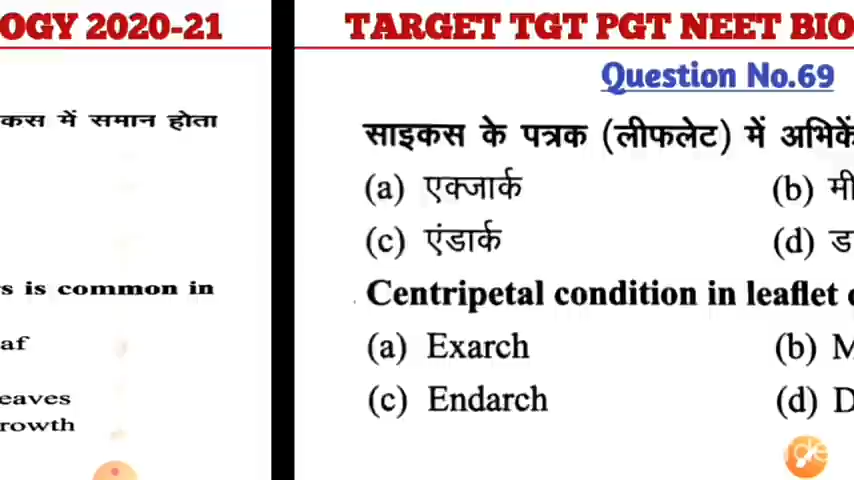 OGY 2020-21
कस में समान होता
s is common in
af
eaves
rowth
TARGET TGT PGT NEET BIO
Question No.69
साइकस के पत्रक (लीफलेट) में अभिकें
(a) एक्जार्क
(b) मी
(c) एंडार्क
(d) ड
Centripetal condition in leaflet
(a) Exarch
(b) M
(c) Endarch
(d) D